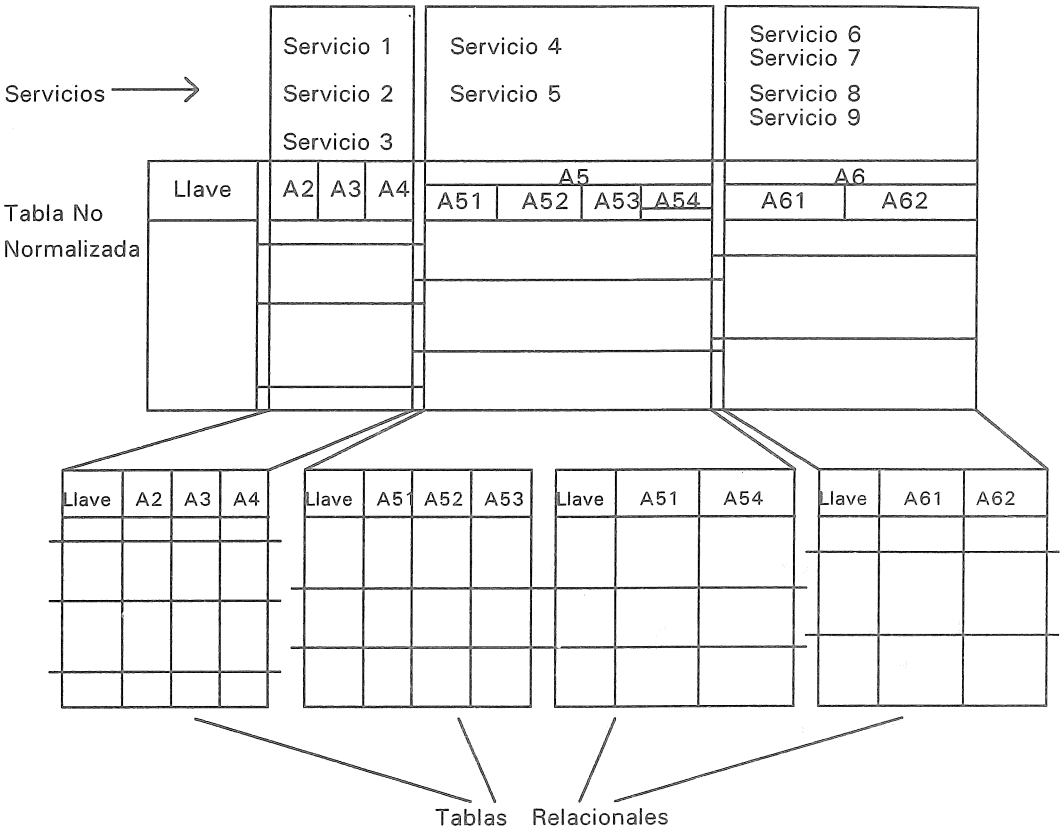 Servicio 1 Servicio 4 Servicio 6
Servicio 7
Servicios Servicio 2 Servicio 5 Servicio 8
Servicio 9
Servicio 3
Llave A2 A3 A4 A5 A6
A51 A52 A53 A54 A61 A62
Tabla No
Normalizada
Llave A2 A3 A4 Llave A51 A52 A53 Llave A51 A54 Llave A61 A62
Tablas Relacionales